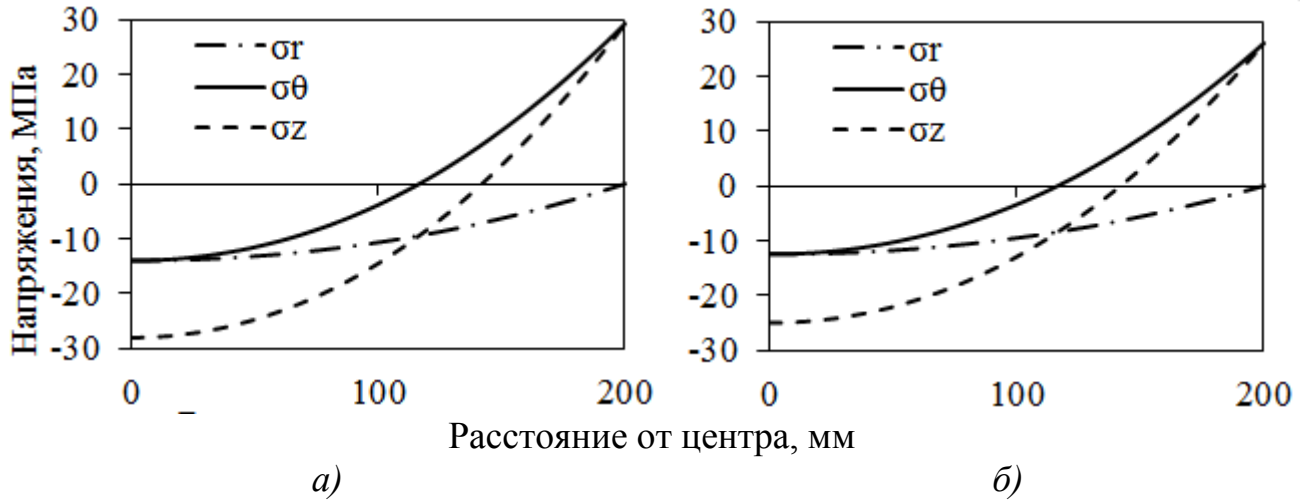 Напряжения, МПа
30
20
10
0
-10
-20
-30
σr
σθ
σz
0
100
200
30
20
10
0
-10
-20
-30
σr
σθ
σz
0
100
200
Расстояние от центра, мм
а)
б)